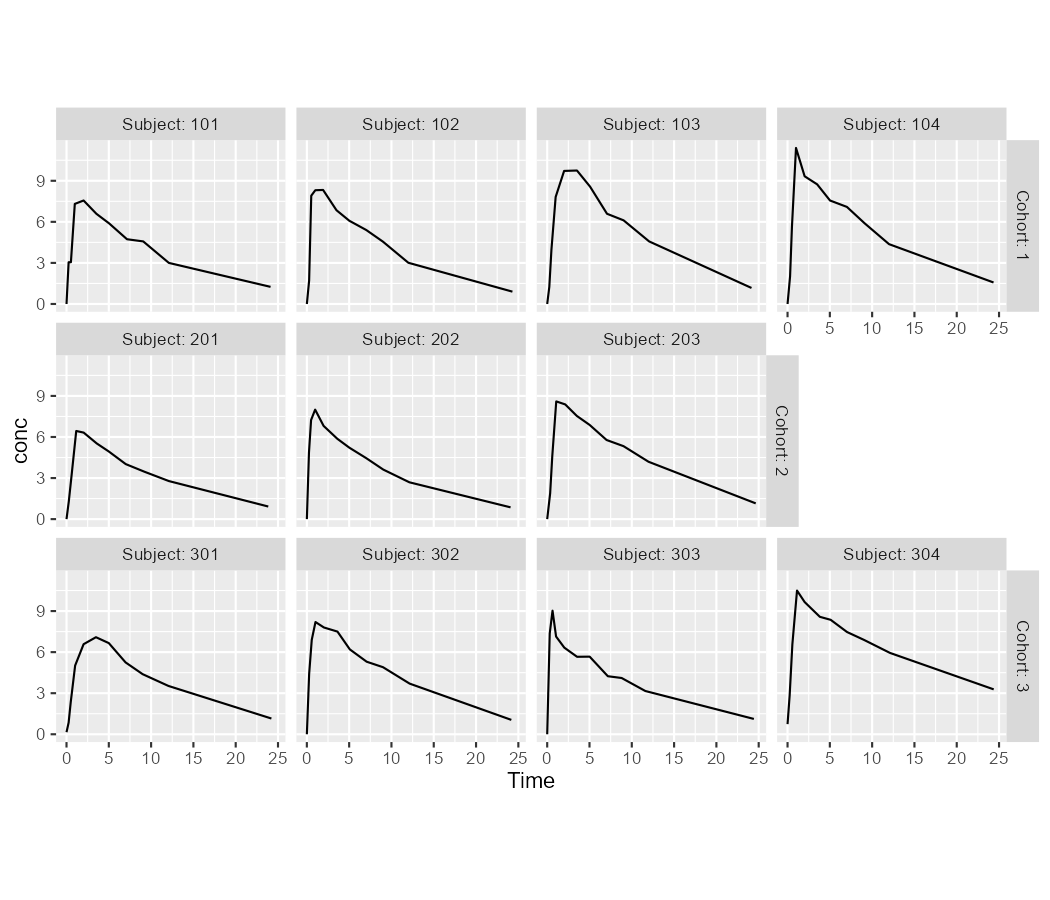 Subject: 101
Subject: 102
Subject: 103
Subject: 104
9
6
3
0
Cohort: 1
0 5 10 15 20 25
Subject: 201
Subject: 202
Subject: 203
conc
9
6
3
0
Cohort: 2
Subject: 301
Subject: 302
Subject: 303
Subject: 304
9
6
3
0
Cohort: 3
0 5 10 15 20 25
0 5 10 15 20 25
0 5 10 15 20 25
0 5 10 15 20 25
Time